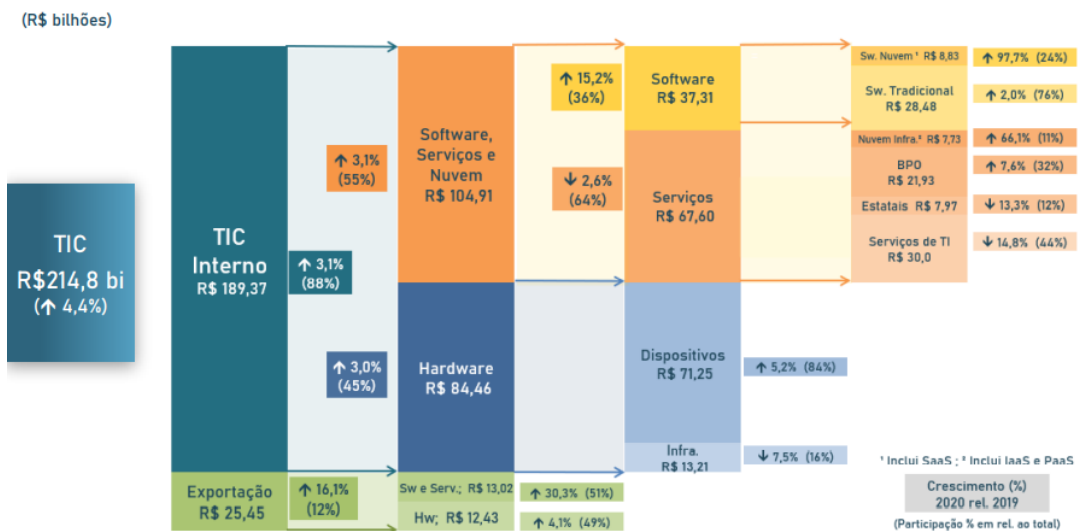 (R$ bilhões)
TIC
R$214,8 bi
(↑ 4,4%)
TIC
Interno
R$ 189,37
↑ 3,1%
(88%)
Exportação
R$ 25,45
↑ 16,1%
(12%)
↑ 3,1%
(55%)
Software,
Serviços e
Nuvem
R$ 104,91
↑ 3,0%
(45%)
Hardware
R$ 84,46
Sw e Serv.; R$ 13,02
↑ 30,3% (51%)
Hw; R$ 12,43
↑ 4,1% (49%)
↑ 15,2%
(36%)
Software
R$ 37,31
↓ 2,6%
(64%)
Serviços
R$ 67,60
Dispositivos
R$ 71,25
↑ 5,2% (84%)
Infra.
R$ 13,21
↓ 7,5% (16%)
Sw. Nuvem ¹ R$ 8,83
↑ 97,7% (24%)
Sw. Tradicional
R$ 28,48
↑ 2,0% (76%)
Nuvem Infra.² R$ 7,73
↑ 66,1% (11%)
BPO
R$ 21,93
↑ 7,6% (32%)
Estatais R$ 7,97
↓ 13,3% (12%)
Serviços de TI
R$ 30,0
↓ 14,8% (44%)
¹ Inclui SaaS ; ² Inclui IaaS e PaaS
Crescimento (%)
2020 rel. 2019
(Participação % em rel. ao total)